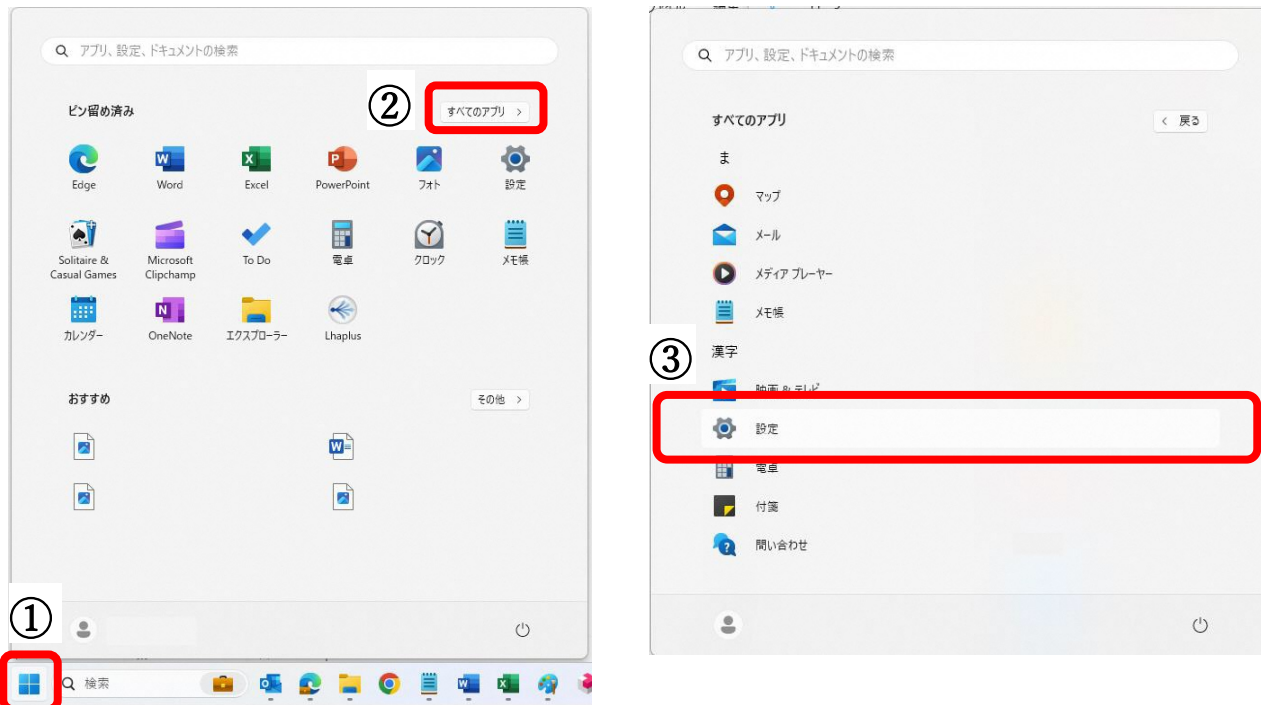 アプリ、設定、ドキュメントの検索
②
ピン留め済み
すべてのアプリ >
Edge
Word
Excel
PowerPoint
フォト
設定
Solitaire &
Casual Games
Microsoft
Clipchamp
To Do
電卓
クロック
メモ帳
カレンダー
OneNote
エクスプローラー
Lhaplus
おすすめ
その他 >
①
検索
アプリ、設定、ドキュメントの検索
すべてのアプリ
< 戻る
ま
マップ
メール
メディア プレーヤー
メモ帳
③
漢字
映画 & テレビ
設定
電卓
付箋
問い合わせ